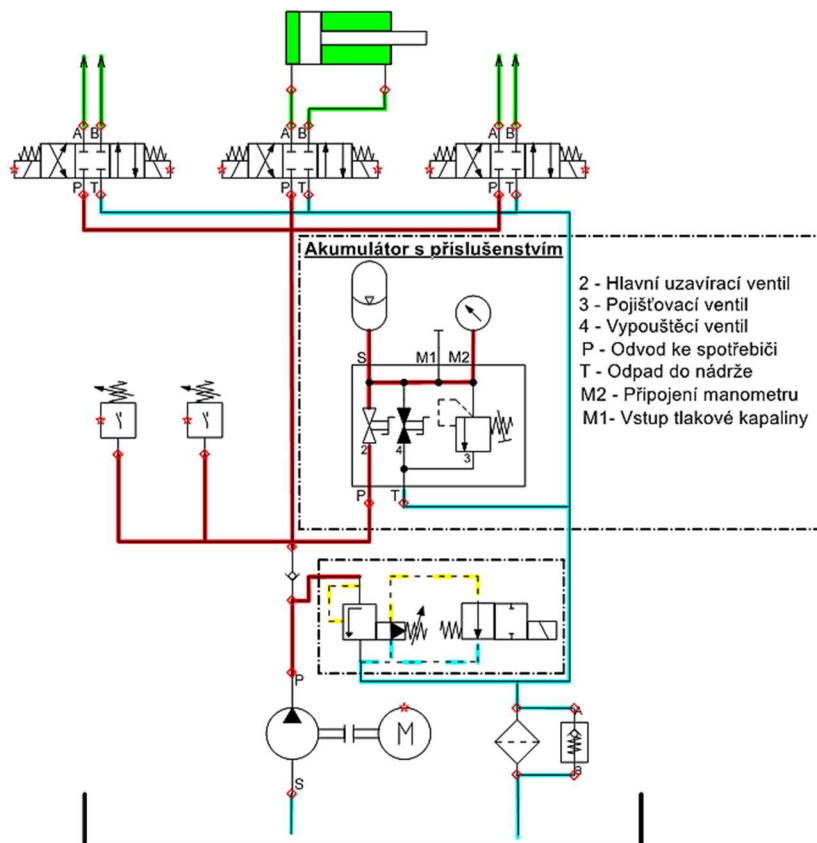 A B
A B
A B
P T
P T
P T
Akumulátor s příslušenstvím
2 - Hlavní uzavírací ventil
3 - Pojišťovací ventil
4 - Vypouštěcí ventil
P - Odvod ke spotřebiči
T - Odpad do nádrže
M2 - Připojení manometru
M1- Vstup tlakové kapaliny
S M1 M2
2 4 3
P T
P
M
A
B
S